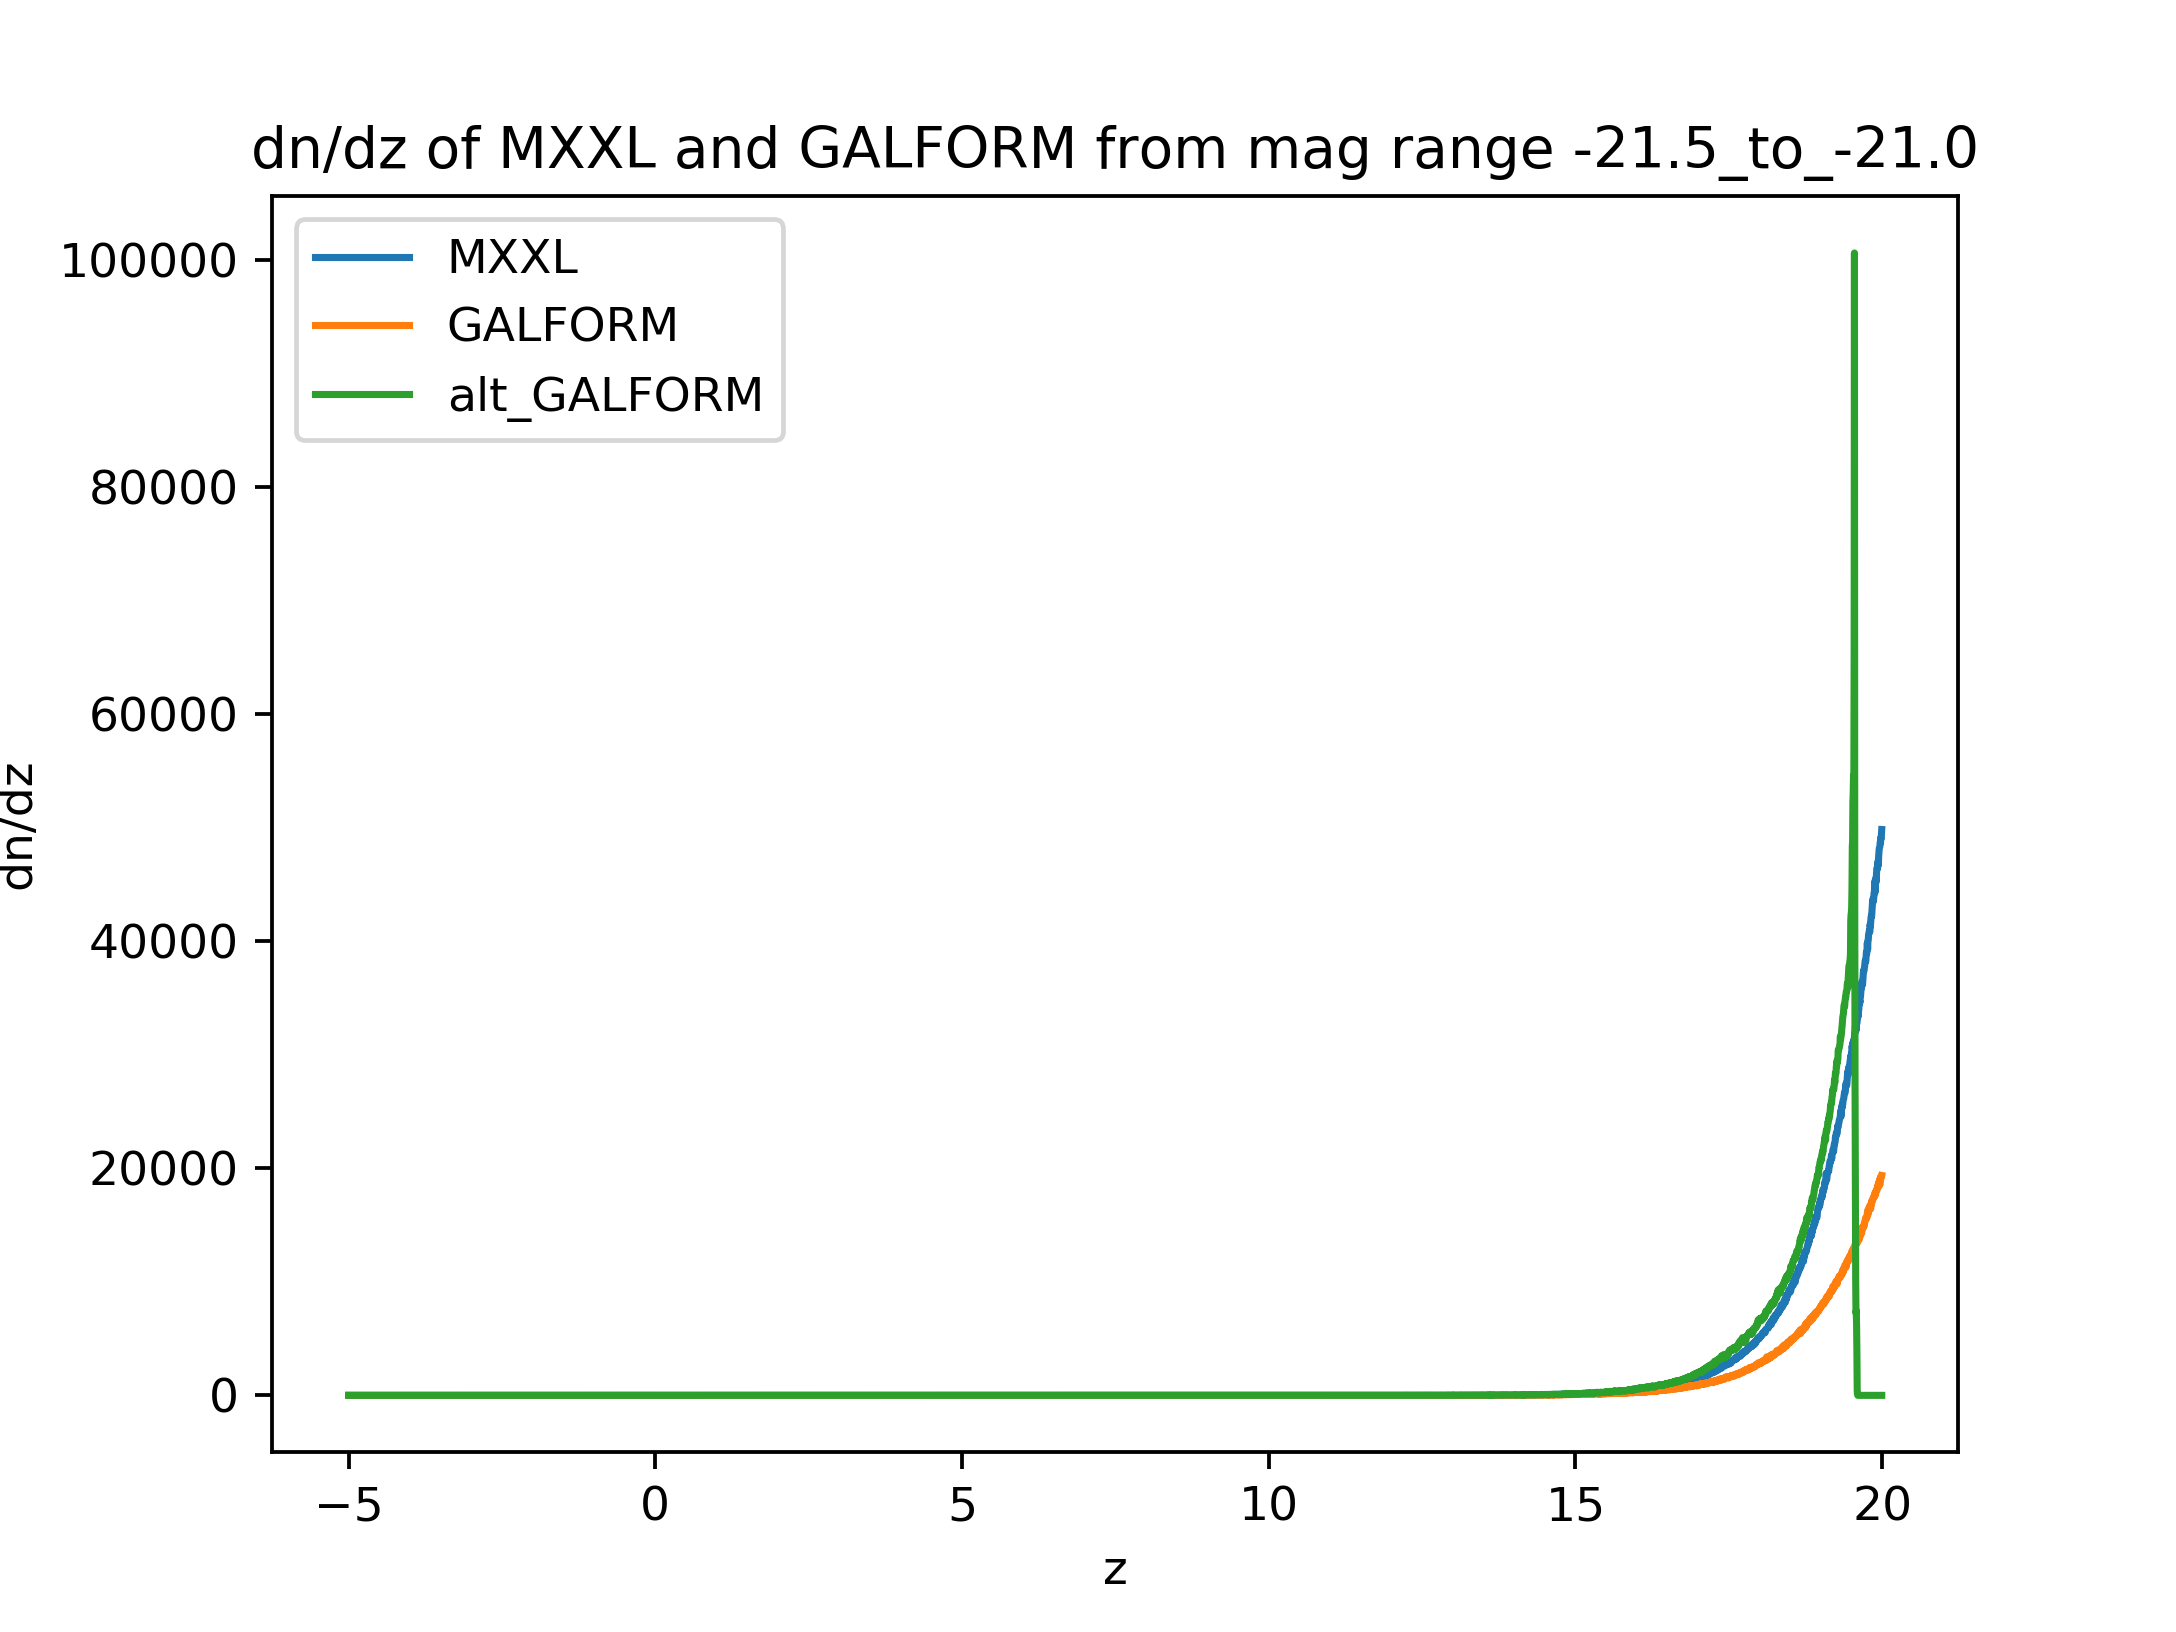 dn/dz of MXXL and GALFORM from mag range -21.5_to_-21.0
MXXL
GALFORM
alt_GALFORM
100000
80000
60000
40000
20000
0
dn/dz
−5
0
5
10
15
20
z